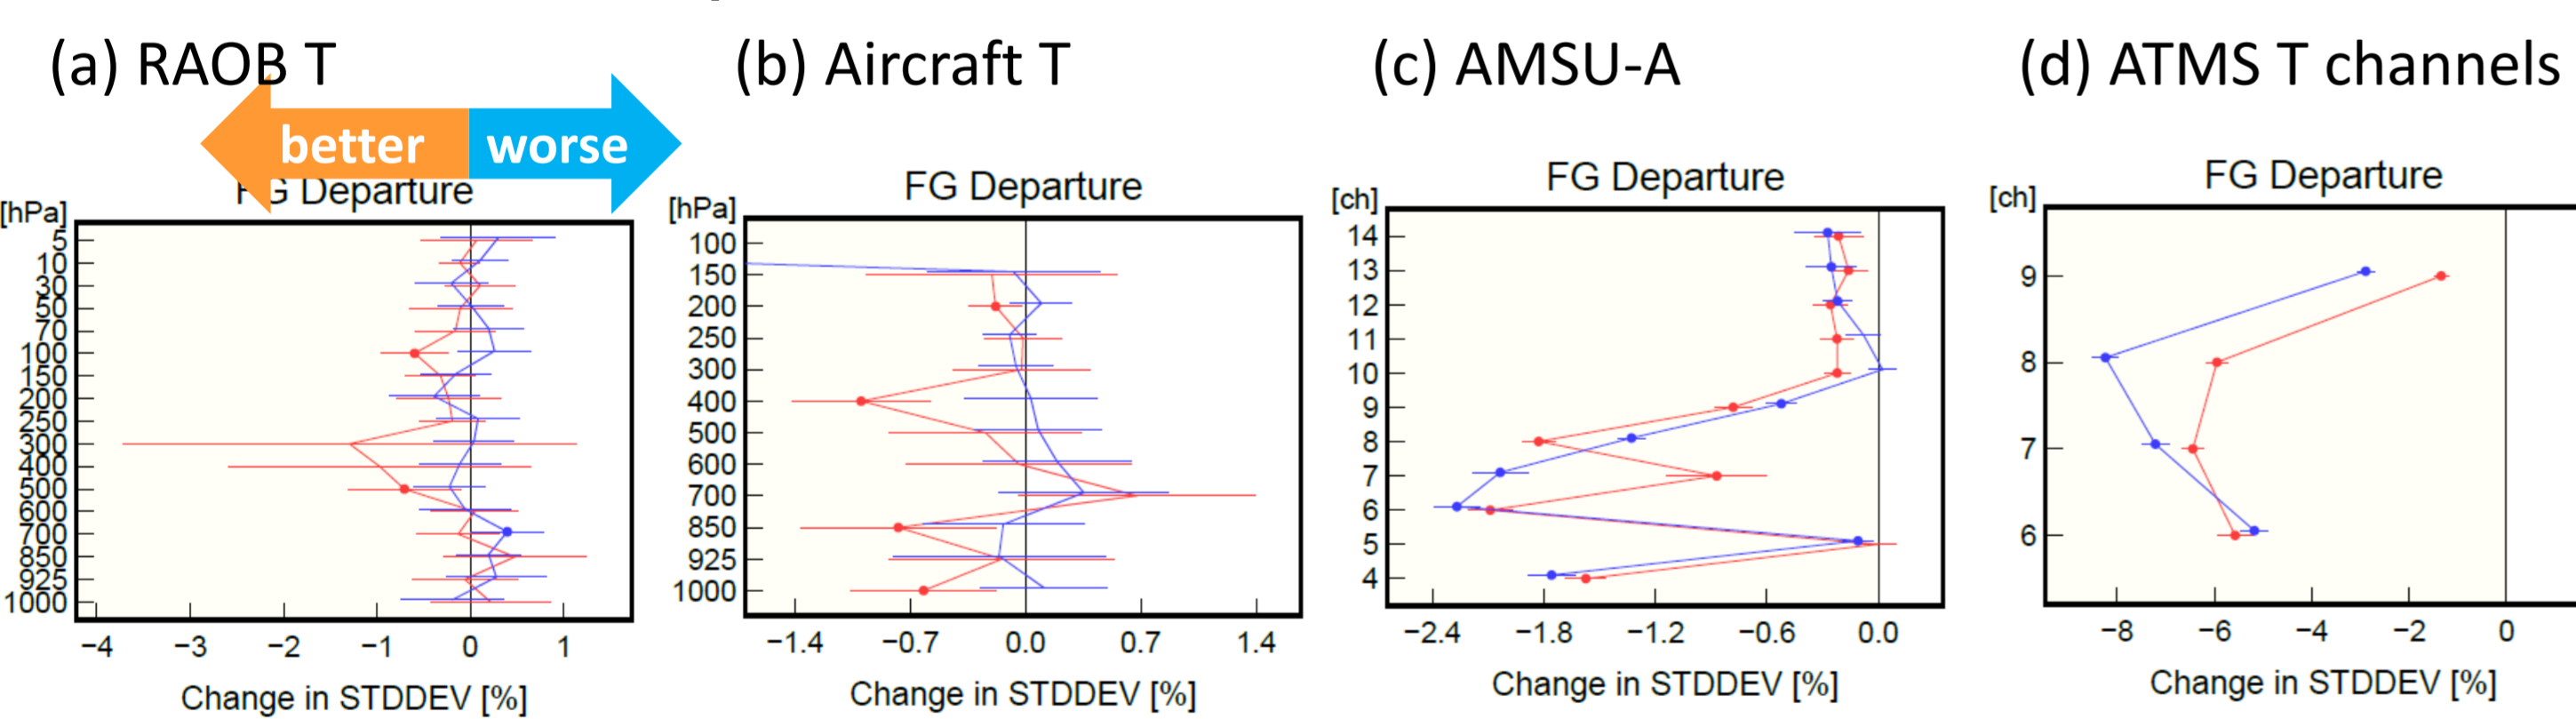 (a) RAOB T
better worse
FG Departure
[hPa]
5
10
30
50
70
100
150
200
250
300
400
500
600
700
850
925
1000
−4 −3 −2 −1 0 1
Change in STDDEV [%]
(b) Aircraft T
FG Departure
[hPa]
100
150
200
250
300
400
500
600
700
850
925
1000
−1.4 −0.7 0.0 0.7 1.4
Change in STDDEV [%]
(c) AMSU-A
FG Departure
[ch]
14
13
12
11
10
9
8
7
6
5
4
−2.4 −1.8 −1.2 −0.6 0.0
Change in STDDEV [%]
(d) ATMS T channels
FG Departure
[ch]
9
8
7
6
−8 −6 −4 −2 0
Change in STDDEV [%]